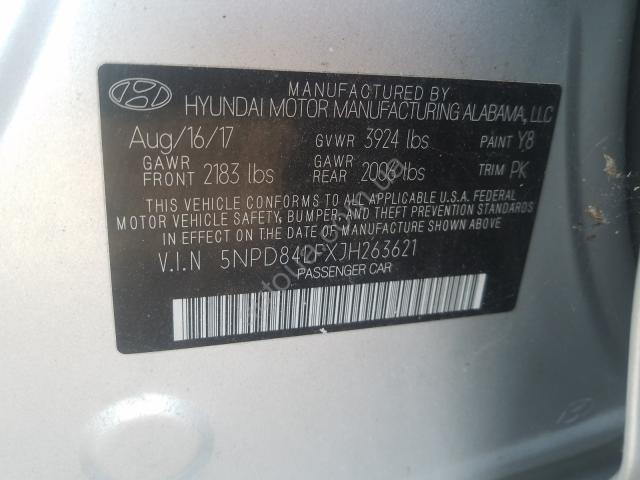 MANUFACTURED BY
HYUNDAI MOTOR MANUFACTURING ALABAMA, LLC
Aug/16/17 GVWR 3924 lbs PAINT Y8
GAWR FRONT 2183 lbs GAWR REAR 2006 lbs TRIM PK
THIS VEHICLE CONFORMS TO ALL APPLICABLE U.S.A. FEDERAL
MOTOR VEHICLE SAFETY, BUMPER, AND THEFT PREVENTION
STANDARDS IN EFFECT ON THE DATE OF MANUFACTURE SHOWN ABOVE.
V.I.N 5NPD84LFXJH263621
PASSENGER CAR